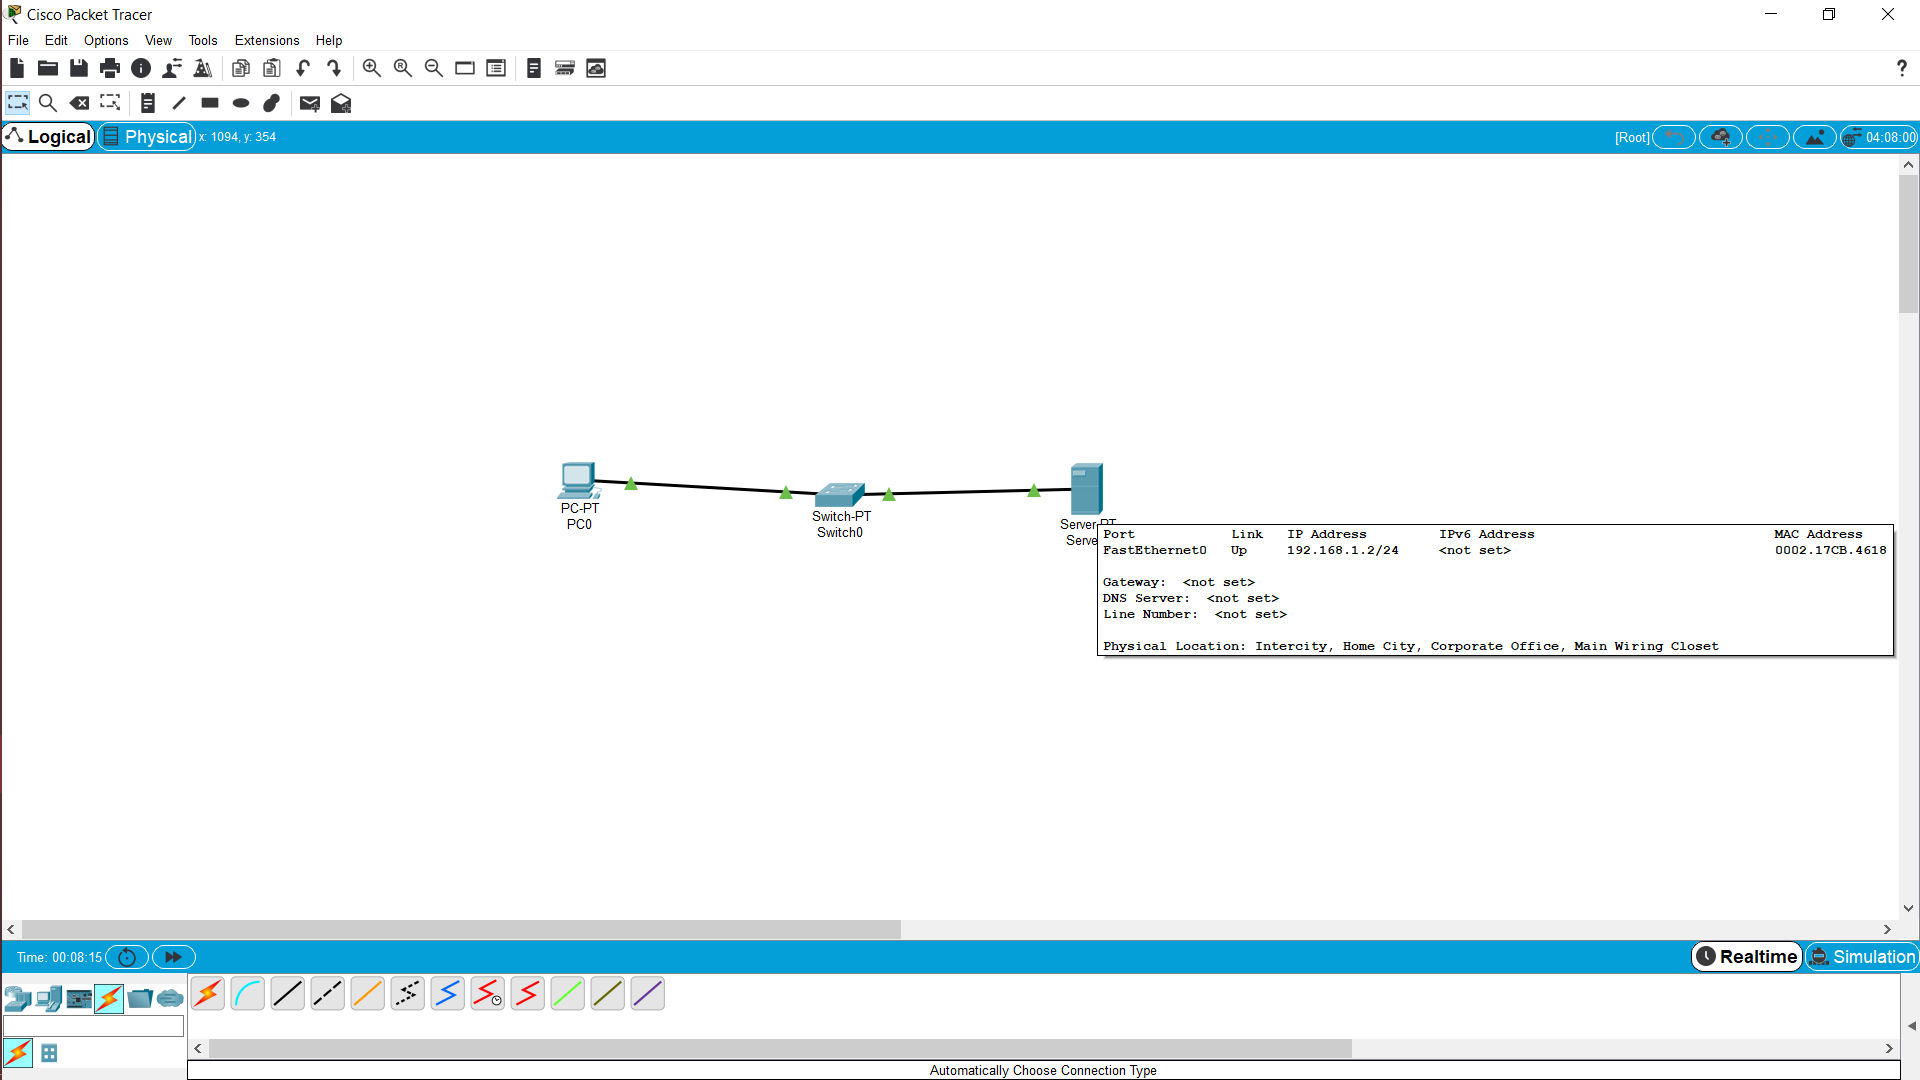 Cisco Packet Tracer
File Edit Options View Tools Extensions Help
?
Logical Physical x: 1094, y: 354 [Root] 04:08:00
PC-PT
PC0
Switch-PT
Switch0
Server-PT
Serve
Port Link IP Address IPv6 Address MAC Address
FastEthernet0 Up 192.168.1.2/24 <not set> 0002.17CB.4618
Gateway: <not set>
DNS Server: <not set>
Line Number: <not set>
Physical Location: Intercity, Home City, Corporate Office, Main Wiring Closet
Time: 00:08:15 Realtime Simulation
Automatically Choose Connection Type